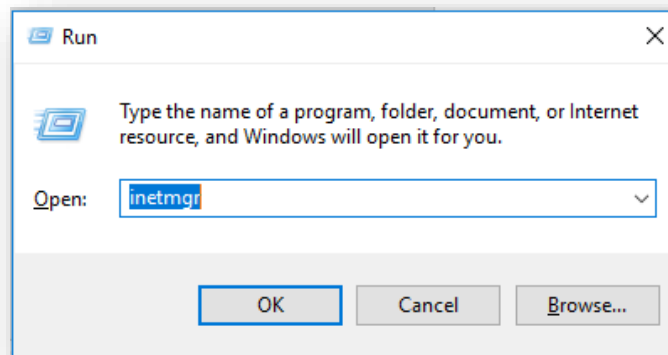 Run
Type the name of a program, folder, document, or Internet
resource, and Windows will open it for you.
Open: inetmgr
OK Cancel Browse...